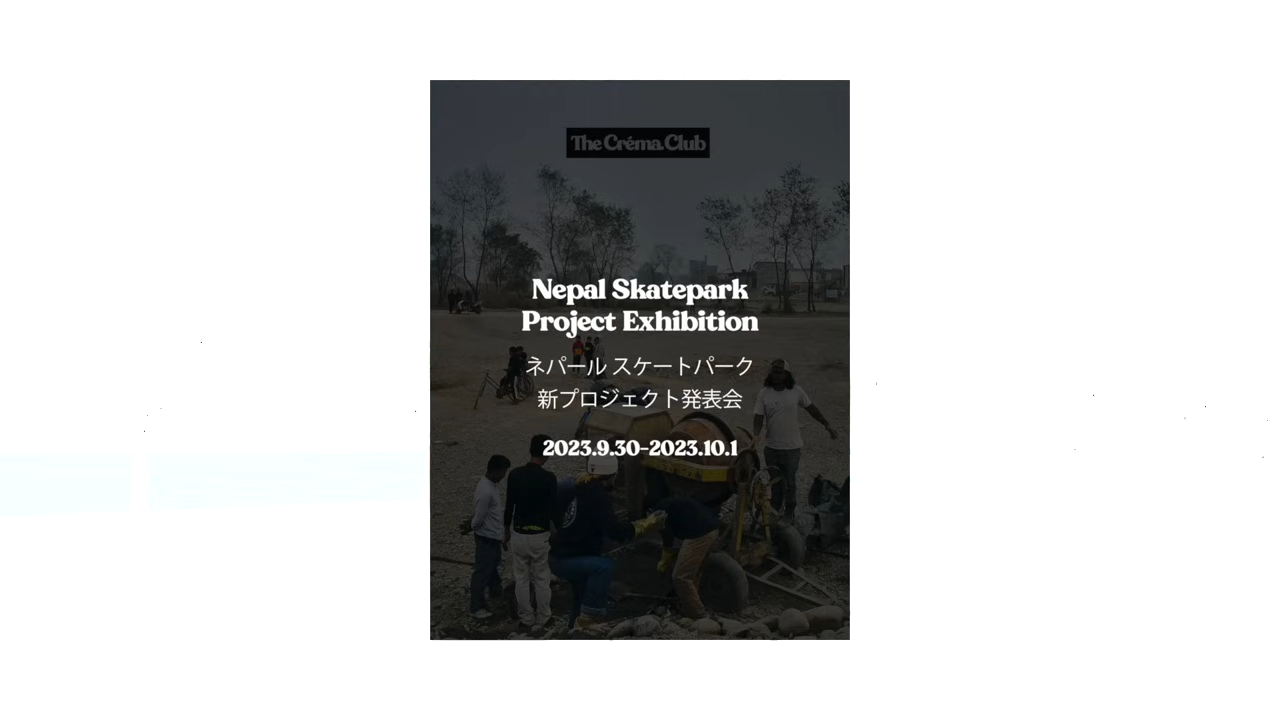 The Créma Club
Nepal Skatepark
Project Exhibition
ネパール スケートパーク
新プロジェクト発表会
2023.9.30-2023.10.1